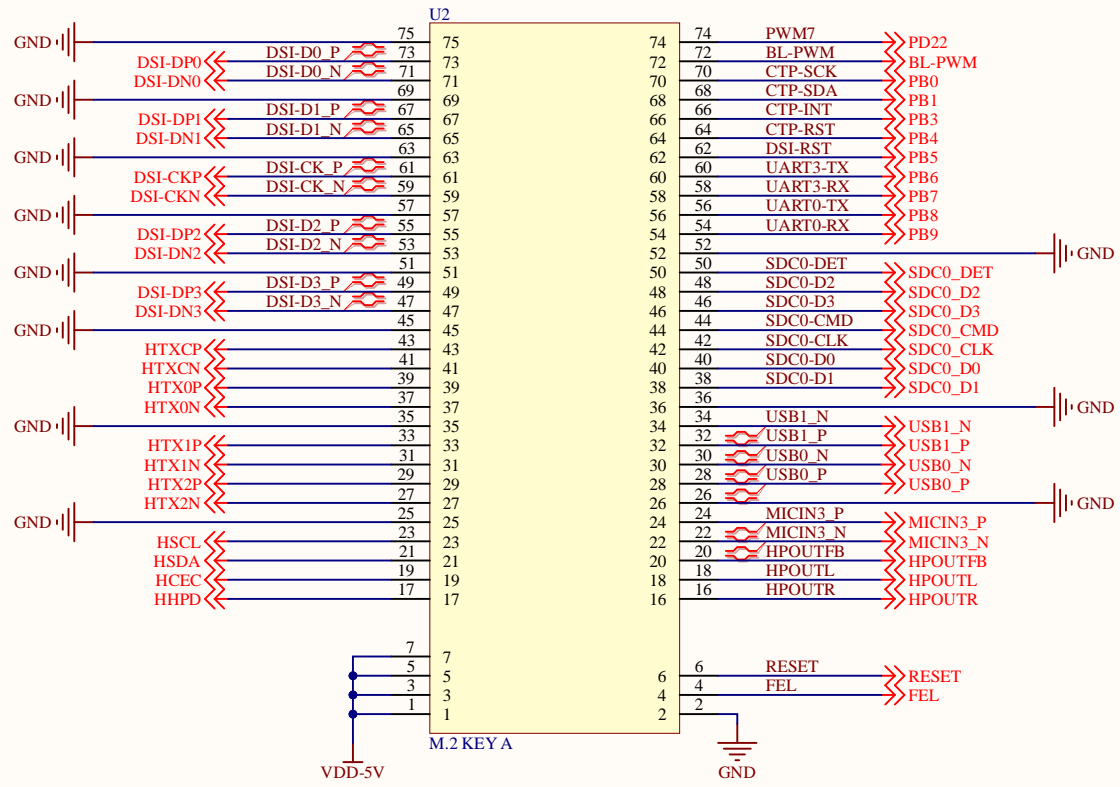 U2
GND 75 75 74 74 PWM7 PD22
DSI-DP0 DSI-D0_P 73 73 72 72 BL-PWM BL-PWM
DSI-DN0 DSI-D0_N 71 71 70 70 CTP-SCK PB0
GND 69 69 68 68 CTP-SDA PB1
DSI-DP1 DSI-D1_P 67 67 66 66 CTP-INT PB3
DSI-DN1 DSI-D1_N 65 65 64 64 CTP-RST PB4
GND 63 63 62 62 DSI-RST PB5
DSI-CKP DSI-CK_P 61 61 60 60 UART3-TX PB6
DSI-CKN DSI-CK_N 59 59 58 58 UART3-RX PB7
GND 57 57 56 56 UART0-TX PB8
DSI-DP2 DSI-D2_P 55 55 54 54 UART0-RX PB9
DSI-DN2 DSI-D2_N 53 53 52 52 GND
GND 51 51 50 50 SDC0-DET SDC0_DET
DSI-DP3 DSI-D3_P 49 49 48 48 SDC0-D2 SDC0_D2
DSI-DN3 DSI-D3_N 47 47 46 46 SDC0-D3 SDC0_D3
GND 45 45 44 44 SDC0-CMD SDC0_CMD
HTXCP 43 43 42 42 SDC0-CLK SDC0_CLK
HTXCN 41 41 40 40 SDC0-D0 SDC0_D0
HTX0P 39 39 38 38 SDC0-D1 SDC0_D1
HTX0N 37 37 36 36 GND
GND 35 35 34 34 USB1_N
HTX1P 33 33 32 32 USB1_P USB1_P
HTX1N 31 31 30 30 USB0_N USB0_N
HTX2P 29 29 28 28 USB0_P USB0_P
HTX2N 27 27 26 26 GND
GND 25 25 24 24 MICIN3_P MICIN3_P
HSCL 23 23 22 22 MICIN3_N MICIN3_N
HSDA 21 21 20 20 HPOUTFB HPOUTFB
HCEC 19 19 18 18 HPOUTL HPOUTL
HHPD 17 17 16 16 HPOUTR HPOUTR
7 7
5 5 6 6 RESET RESET
3 3 4 4 FEL FEL
1 1 2 2
M.2 KEY A
VDD-5V GND